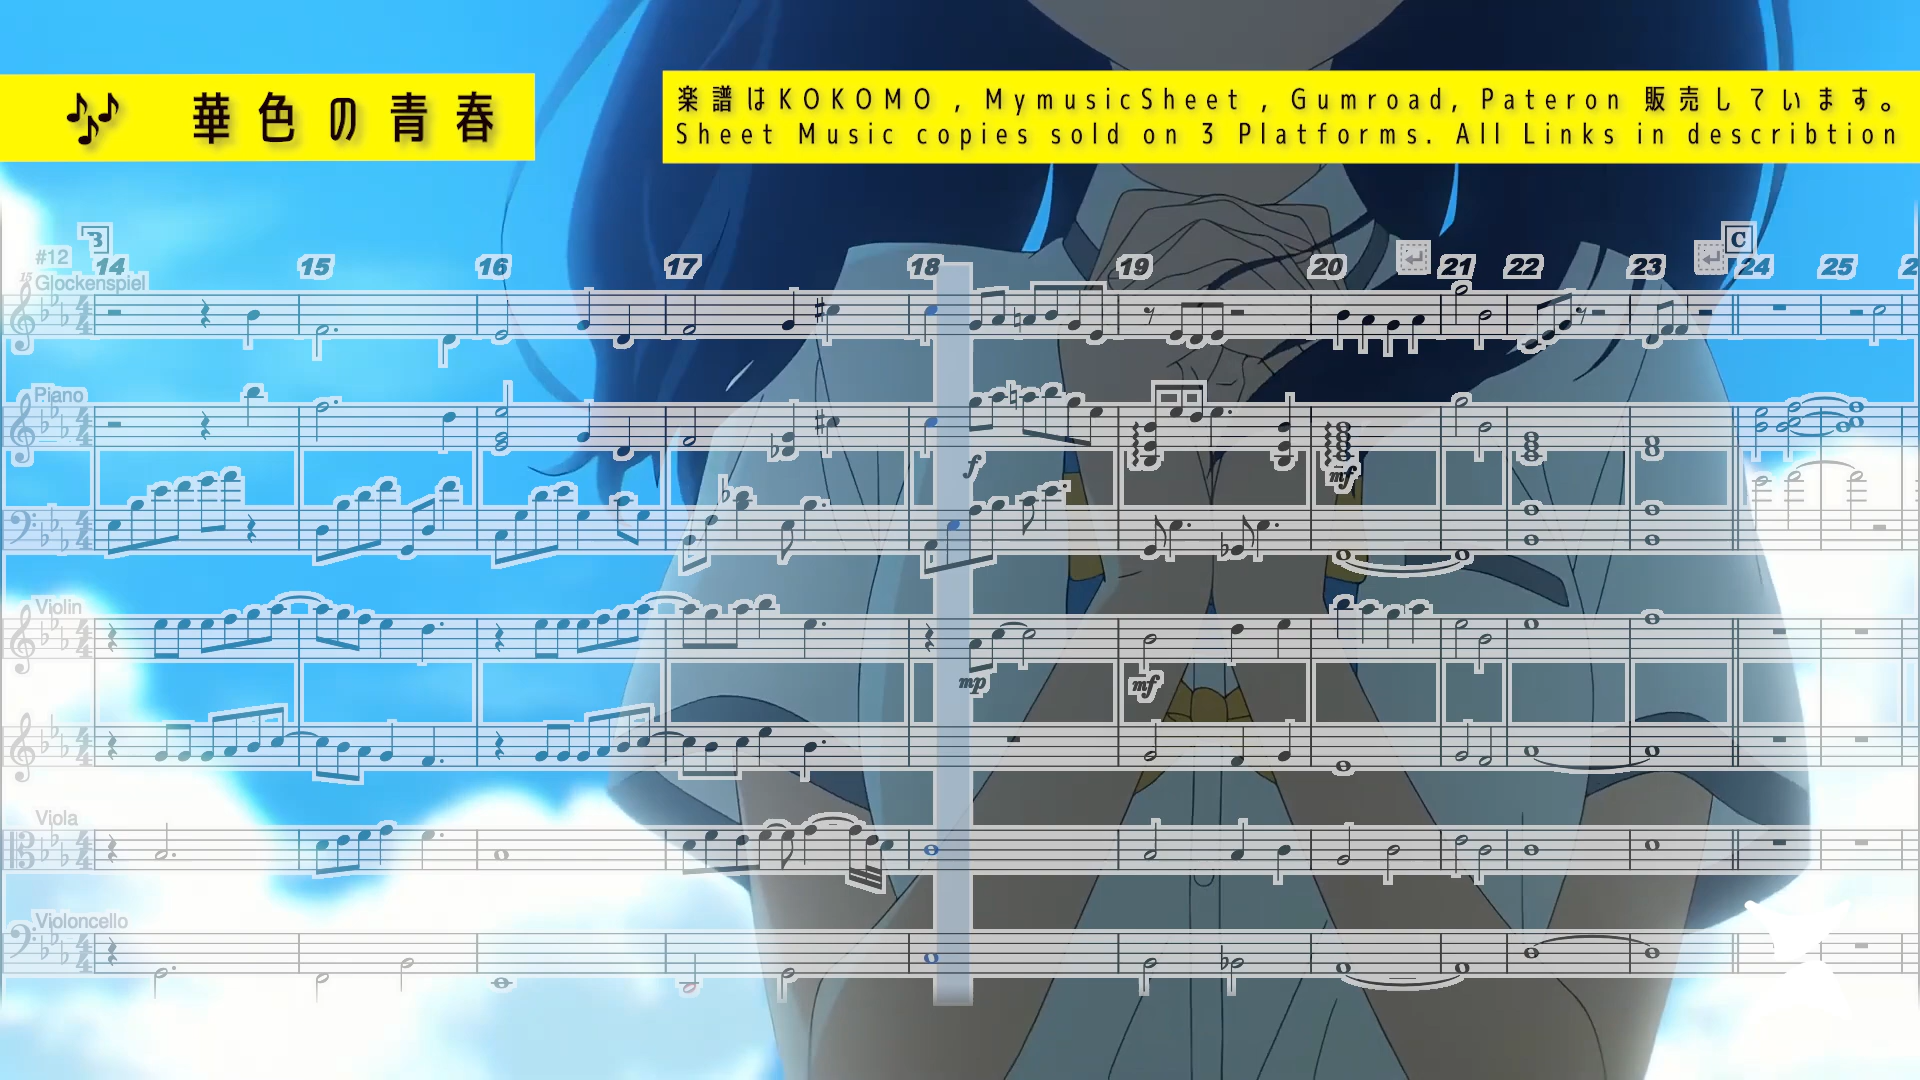 華色の青春
楽譜はKOKOMO , MymusicSheet , Gumroad, Pateron 販売しています。
Sheet Music copies sold on 3 Platforms. All Links in describtion
B
C
#12
14 15 16 17 18 19 20 21 22 23 24 25 2
15
Glockenspiel
Piano
f
mf
Violin
mp
mf
Viola
Violoncello